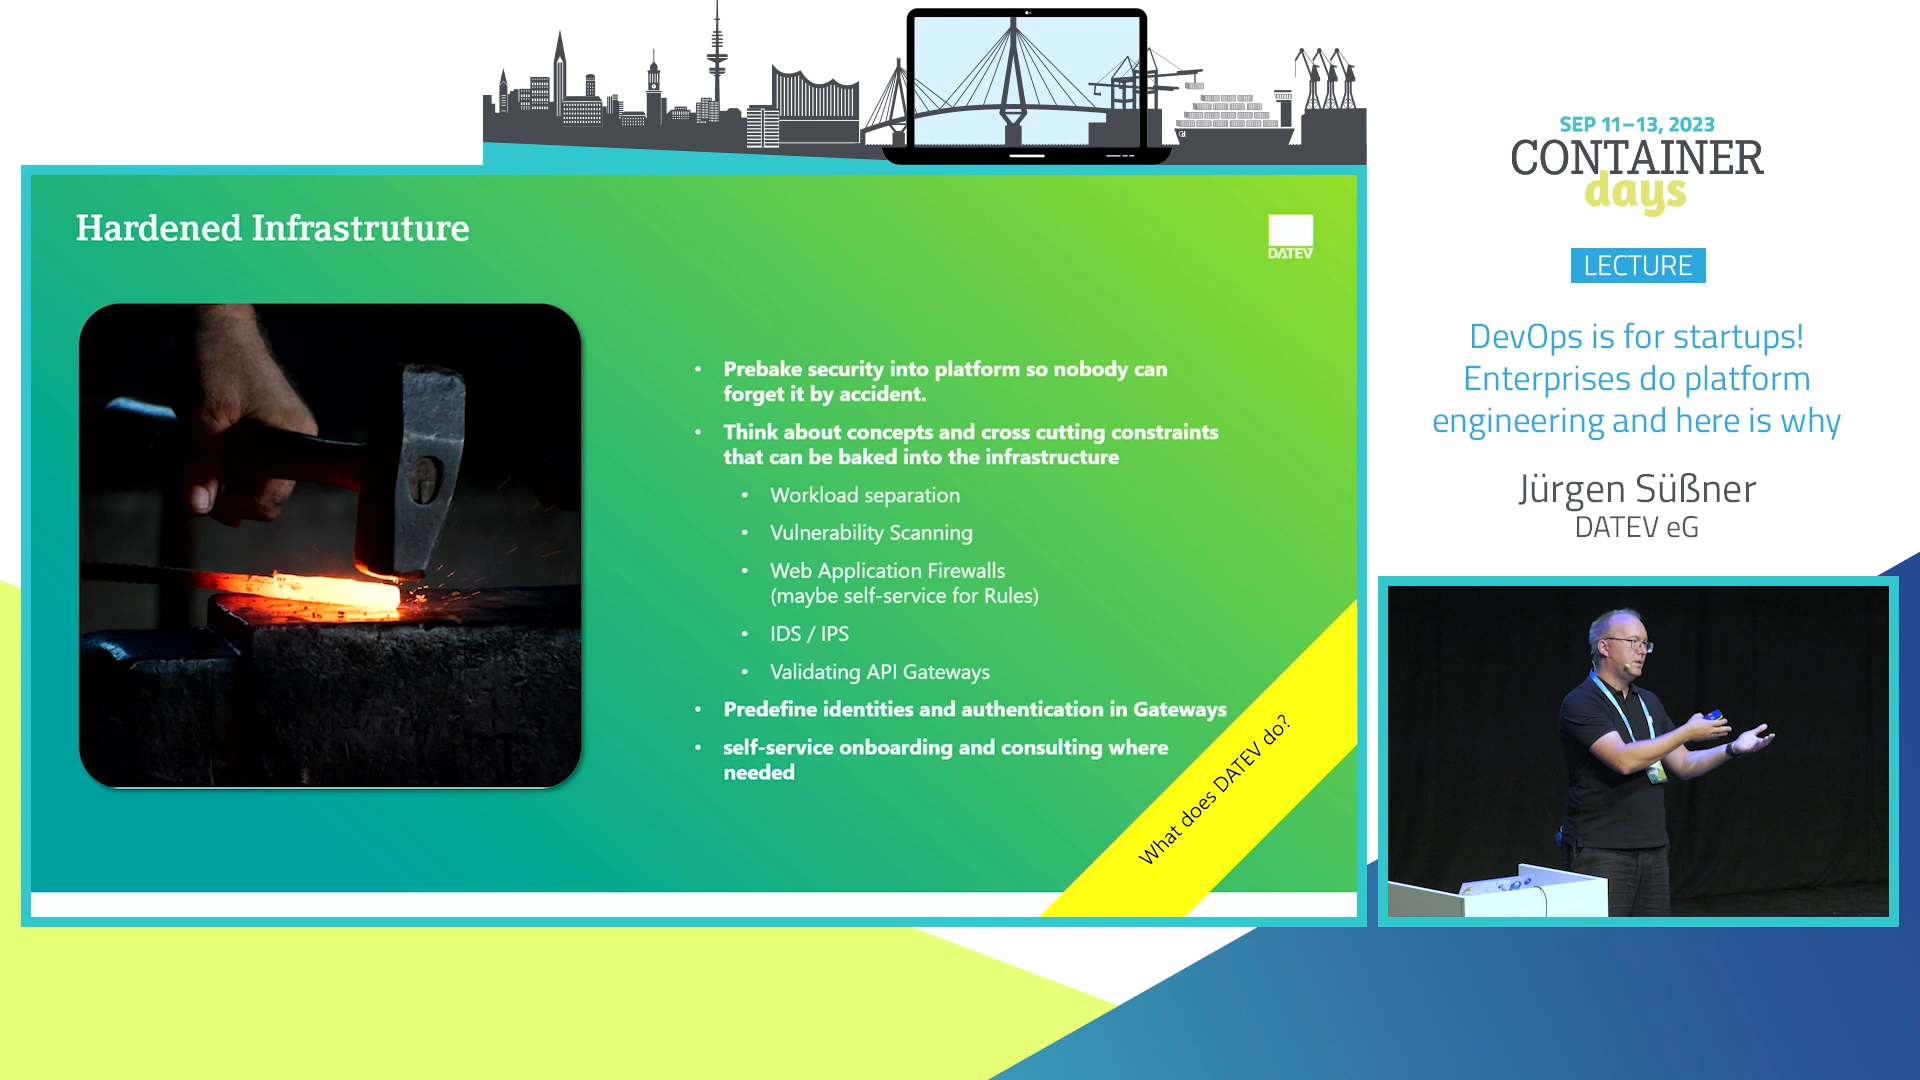 Hardened Infrastruture
DATEV
• Prebake security into platform so nobody can
forget it by accident.
• Think about concepts and cross cutting constraints
that can be baked into the infrastructure
• Workload separation
• Vulnerability Scanning
• Web Application Firewalls
(maybe self-service for Rules)
• IDS / IPS
• Validating API Gateways
• Predefine identities and authentication in Gateways
• self-service onboarding and consulting where
needed
What does DATEV do?
SEP 11–13, 2023
CONTAINER
days
LECTURE
DevOps is for startups!
Enterprises do platform
engineering and here is why
Jürgen Süßner
DATEV eG